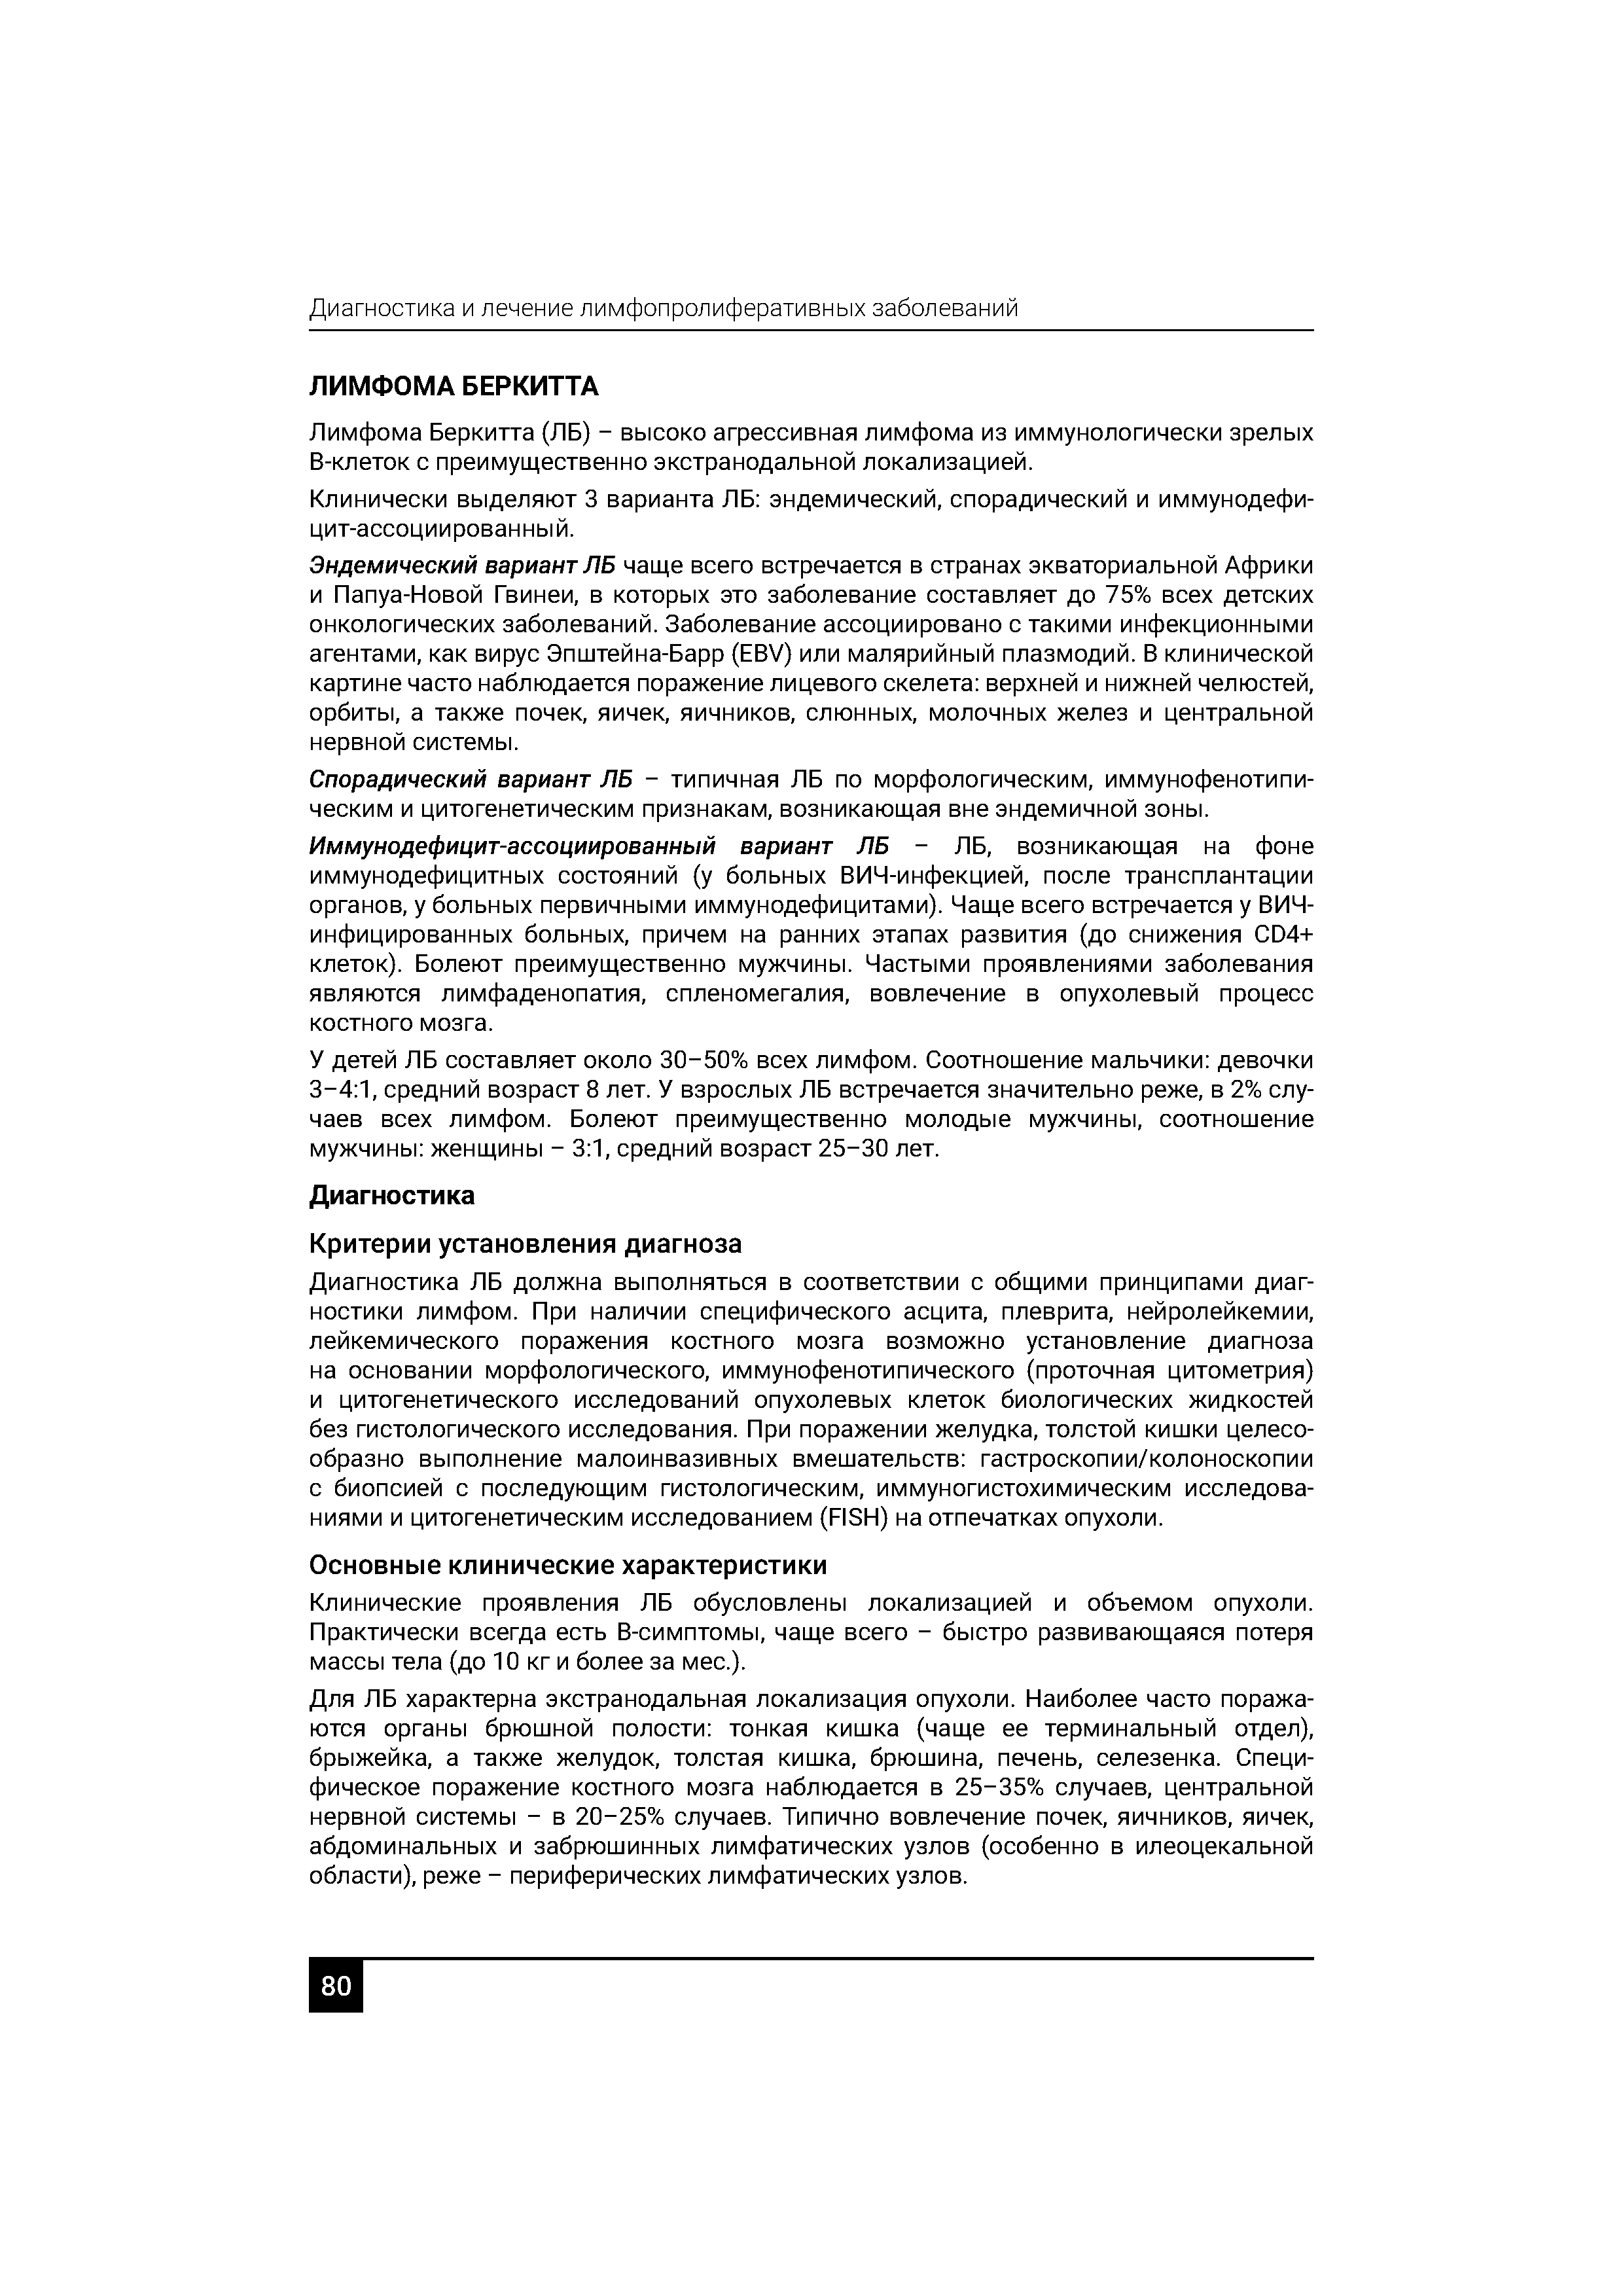 Диагностика и лечение лимфопролиферативных заболеваний
ЛИМФОМА БЕРКИТТА
Лимфома Беркитта (ЛБ) – высоко агрессивная лимфома из иммунологически зрелых
В-клеток с преимущественно экстранодальной локализацией.
Клинически выделяют 3 варианта ЛБ: эндемический, спорадический и иммунодефи-
цит-ассоциированный.
Эндемический вариант ЛБ чаще всего встречается в странах экваториальной Африки
и Папуа-Новой Гвинеи, в которых это заболевание составляет до 75% всех детских
онкологических заболеваний. Заболевание ассоциировано с такими инфекционными
агентами, как вирус Эпштейна-Барр (EBV) или малярийный плазмодий. В клинической
картине часто наблюдается поражение лицевого скелета: верхней и нижней челюстей,
орбиты, а также почек, яичек, яичников, слюнных, молочных желез и центральной
нервной системы.
Спорадический вариант ЛБ – типичная ЛБ по морфологическим, иммунофенотипи-
ческим и цитогенетическим признакам, возникающая вне эндемичной зоны.
Иммунодефицит-ассоциированный вариант ЛБ – ЛБ, возникающая на фоне
иммунодефицитных состояний (у больных ВИЧ-инфекцией, после трансплантации
органов, у больных первичными иммунодефицитами). Чаще всего встречается у ВИЧ-
инфицированных больных, причем на ранних этапах развития (до снижения CD4+
клеток). Болеют преимущественно мужчины. Частыми проявлениями заболевания
являются лимфаденопатия, спленомегалия, вовлечение в опухолевый процесс
костного мозга.
У детей ЛБ составляет около 30–50% всех лимфом. Соотношение мальчики: девочки
3–4:1, средний возраст 8 лет. У взрослых ЛБ встречается значительно реже, в 2% слу-
чаев всех лимфом. Болеют преимущественно молодые мужчины, соотношение
мужчины: женщины – 3:1, средний возраст 25–30 лет.
Диагностика
Критерии установления диагноза
Диагностика ЛБ должна выполняться в соответствии с общими принципами диаг-
ностики лимфом. При наличии специфического асцита, плеврита, нейролейкемии,
лейкемического поражения костного мозга возможно установление диагноза
на основании морфологического, иммунофенотипического (проточная цитометрия)
и цитогенетического исследований опухолевых клеток биологических жидкостей
без гистологического исследования. При поражении желудка, толстой кишки целесо-
образно выполнение малоинвазивных вмешательств: гастроскопии/колоноскопии
с биопсией с последующим гистологическим, иммуногистохимическим исследова-
ниями и цитогенетическим исследованием (FISH) на отпечатках опухоли.
Основные клинические характеристики
Клинические проявления ЛБ обусловлены локализацией и объемом опухоли.
Практически всегда есть В-симптомы, чаще всего – быстро развивающаяся потеря
массы тела (до 10 кг и более за мес.).
Для ЛБ характерна экстранодальная локализация опухоли. Наиболее часто поража-
ются органы брюшной полости: тонкая кишка (чаще ее терминальный отдел),
брыжейка, а также желудок, толстая кишка, брюшина, печень, селезенка. Специ-
фическое поражение костного мозга наблюдается в 25–35% случаев, центральной
нервной системы – в 20–25% случаев. Типично вовлечение почек, яичников, яичек,
абдоминальных и забрюшинных лимфатических узлов (особенно в илеоцекальной
области), реже – периферических лимфатических узлов.
80